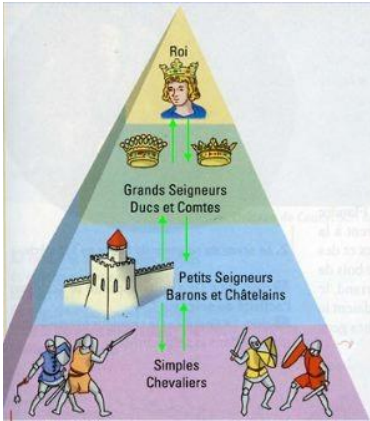 Roi
Grands Seigneurs
Ducs et Comtes
Petits Seigneurs
Barons et Châtelains
Simples
Chevaliers